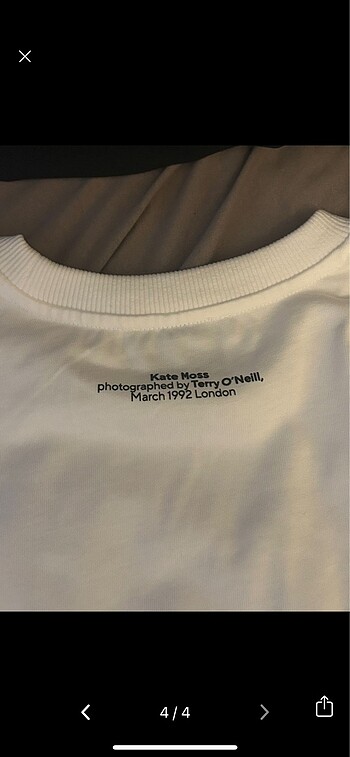 Kate Moss
photographed by Terry O'Neill,
March 1992 London
4/4